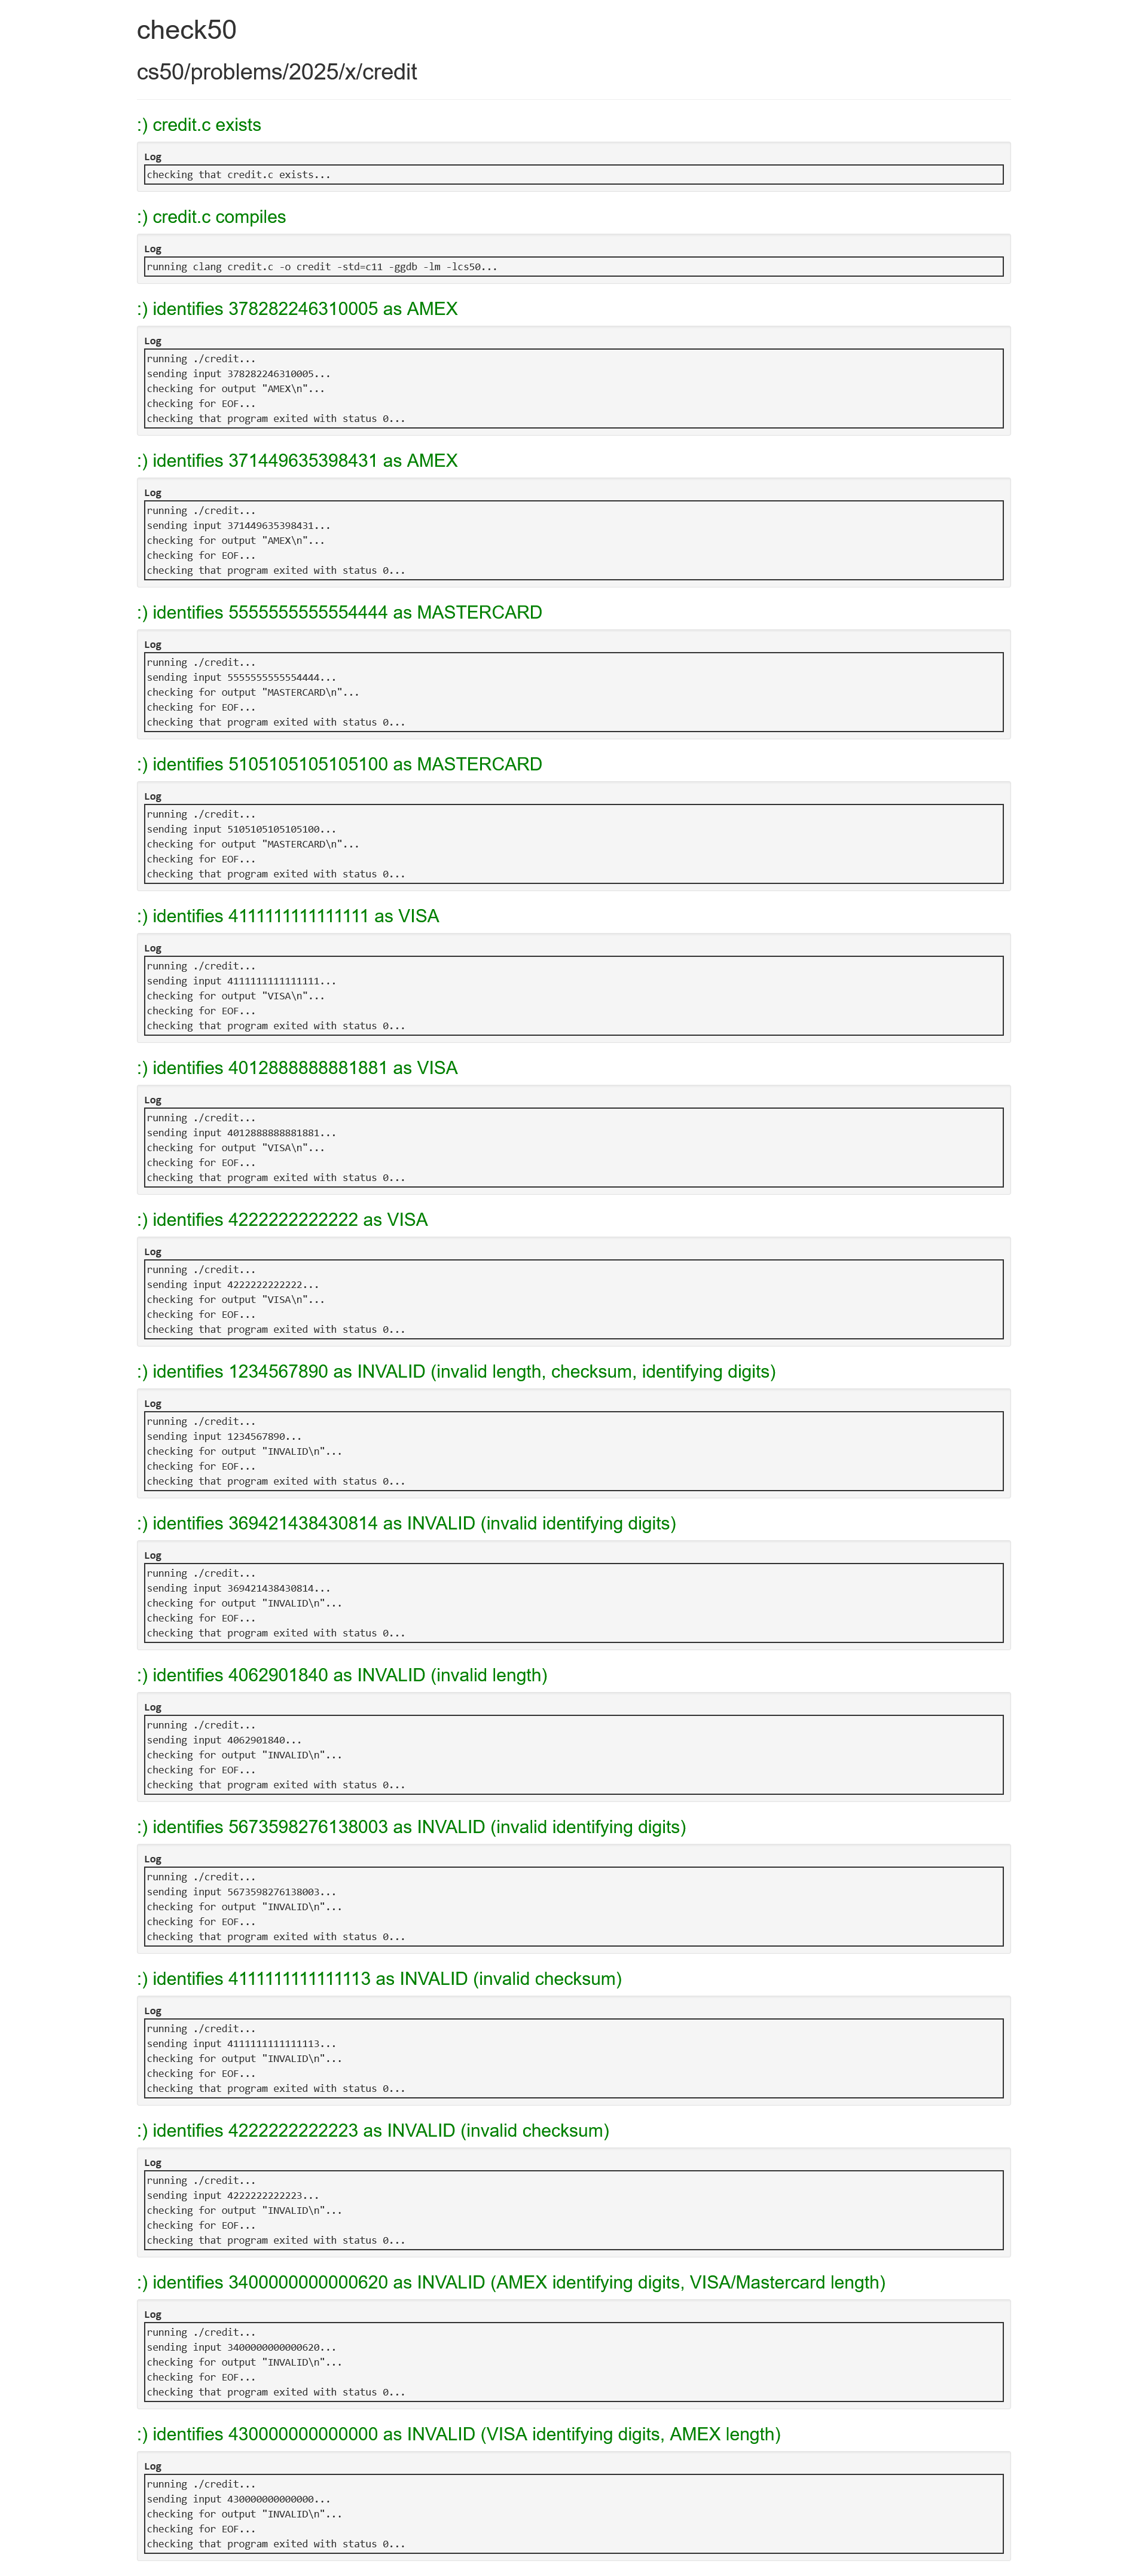 check50
cs50/problems/2025/x/credit
:) credit.c exists
Log
checking that credit.c exists...
:) credit.c compiles
Log
running clang credit.c -o credit -std=c11 -ggdb -lm -lcs50...
:) identifies 378282246310005 as AMEX
Log
running ./credit...
sending input 378282246310005...
checking for output "AMEX\n"...
checking for EOF...
checking that program exited with status 0...
:) identifies 371449635398431 as AMEX
Log
running ./credit...
sending input 371449635398431...
checking for output "AMEX\n"...
checking for EOF...
checking that program exited with status 0...
:) identifies 5555555555554444 as MASTERCARD
Log
running ./credit...
sending input 5555555555554444...
checking for output "MASTERCARD\n"...
checking for EOF...
checking that program exited with status 0...
:) identifies 5105105105105100 as MASTERCARD
Log
running ./credit...
sending input 5105105105105100...
checking for output "MASTERCARD\n"...
checking for EOF...
checking that program exited with status 0...
:) identifies 4111111111111111 as VISA
Log
running ./credit...
sending input 4111111111111111...
checking for output "VISA\n"...
checking for EOF...
checking that program exited with status 0...
:) identifies 4012888888881881 as VISA
Log
running ./credit...
sending input 4012888888881881...
checking for output "VISA\n"...
checking for EOF...
checking that program exited with status 0...
:) identifies 4222222222222 as VISA
Log
running ./credit...
sending input 4222222222222...
checking for output "VISA\n"...
checking for EOF...
checking that program exited with status 0...
:) identifies 1234567890 as INVALID (invalid length, checksum, identifying digits)
Log
running ./credit...
sending input 1234567890...
checking for output "INVALID\n"...
checking for EOF...
checking that program exited with status 0...
:) identifies 369421438430814 as INVALID (invalid identifying digits)
Log
running ./credit...
sending input 369421438430814...
checking for output "INVALID\n"...
checking for EOF...
checking that program exited with status 0...
:) identifies 4062901840 as INVALID (invalid length)
Log
running ./credit...
sending input 4062901840...
checking for output "INVALID\n"...
checking for EOF...
checking that program exited with status 0...
:) identifies 5673598276138003 as INVALID (invalid identifying digits)
Log
running ./credit...
sending input 5673598276138003...
checking for output "INVALID\n"...
checking for EOF...
checking that program exited with status 0...
:) identifies 4111111111111113 as INVALID (invalid checksum)
Log
running ./credit...
sending input 4111111111111113...
checking for output "INVALID\n"...
checking for EOF...
checking that program exited with status 0...
:) identifies 4222222222223 as INVALID (invalid checksum)
Log
running ./credit...
sending input 4222222222223...
checking for output "INVALID\n"...
checking for EOF...
checking that program exited with status 0...
:) identifies 3400000000000620 as INVALID (AMEX identifying digits, VISA/Mastercard length)
Log
running ./credit...
sending input 3400000000000620...
checking for output "INVALID\n"...
checking for EOF...
checking that program exited with status 0...
:) identifies 430000000000000 as INVALID (VISA identifying digits, AMEX length)
Log
running ./credit...
sending input 430000000000000...
checking for output "INVALID\n"...
checking for EOF...
checking that program exited with status 0...